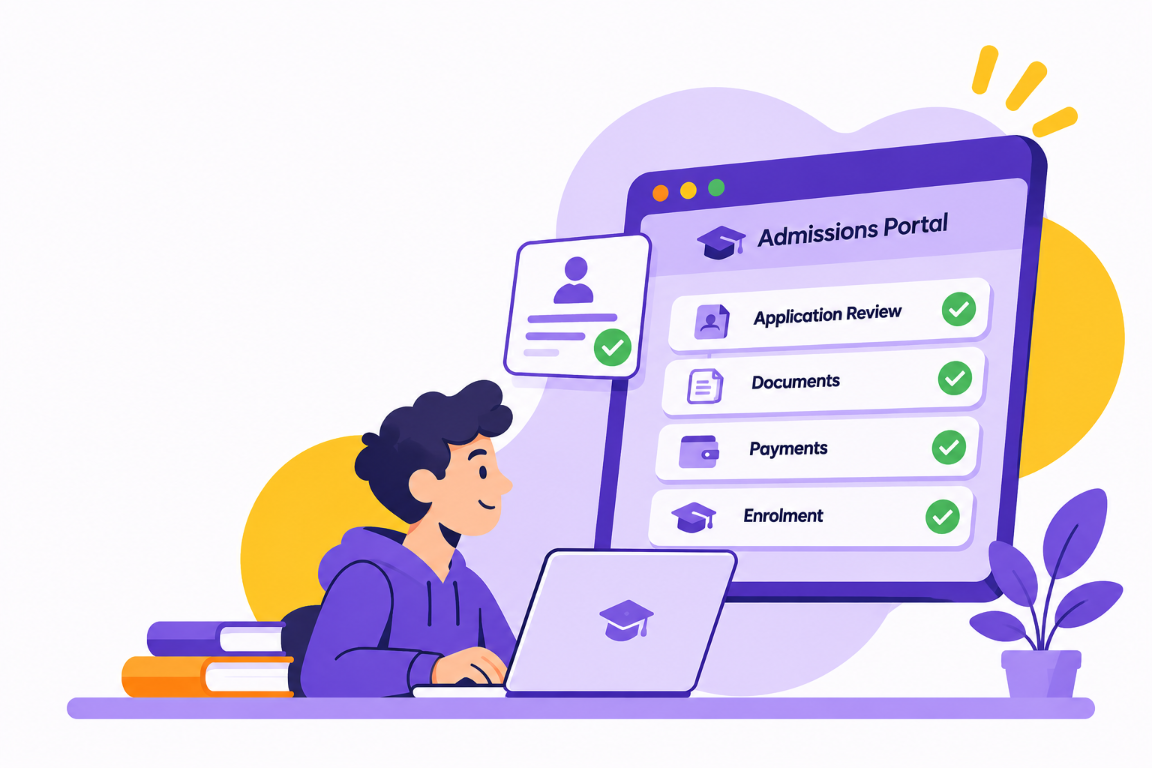 Admissions Portal
Application Review
Documents
Payments
Enrolment